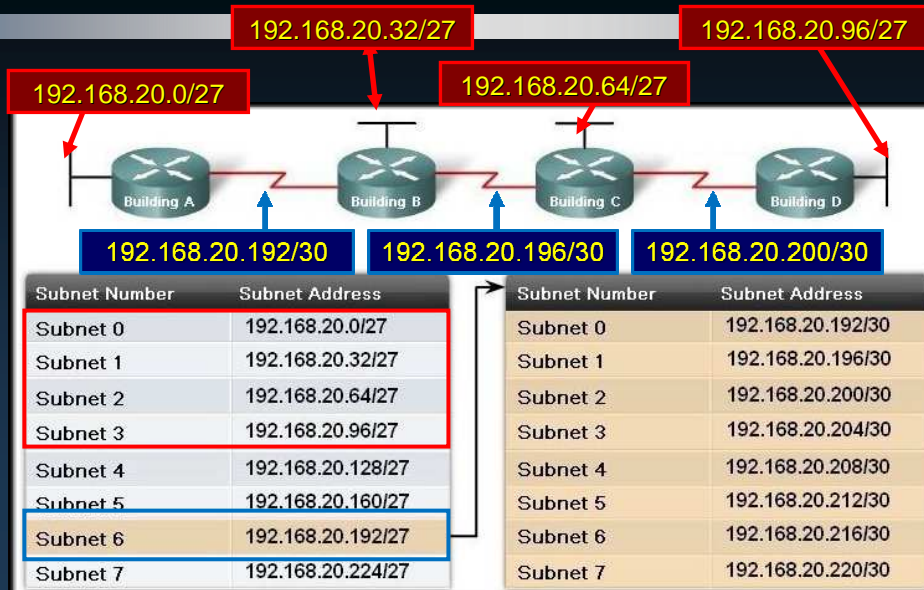 192.168.20.32/27
192.168.20.96/27
192.168.20.0/27
192.168.20.64/27
Building A
Building B
Building C
Building D
192.168.20.192/30
192.168.20.196/30
192.168.20.200/30
Subnet Number Subnet Address
Subnet 0 192.168.20.0/27
Subnet 1 192.168.20.32/27
Subnet 2 192.168.20.64/27
Subnet 3 192.168.20.96/27
Subnet 4 192.168.20.128/27
Subnet 5 192.168.20.160/27
Subnet 6 192.168.20.192/27
Subnet 7 192.168.20.224/27
Subnet Number Subnet Address
Subnet 0 192.168.20.192/30
Subnet 1 192.168.20.196/30
Subnet 2 192.168.20.200/30
Subnet 3 192.168.20.204/30
Subnet 4 192.168.20.208/30
Subnet 5 192.168.20.212/30
Subnet 6 192.168.20.216/30
Subnet 7 192.168.20.220/30